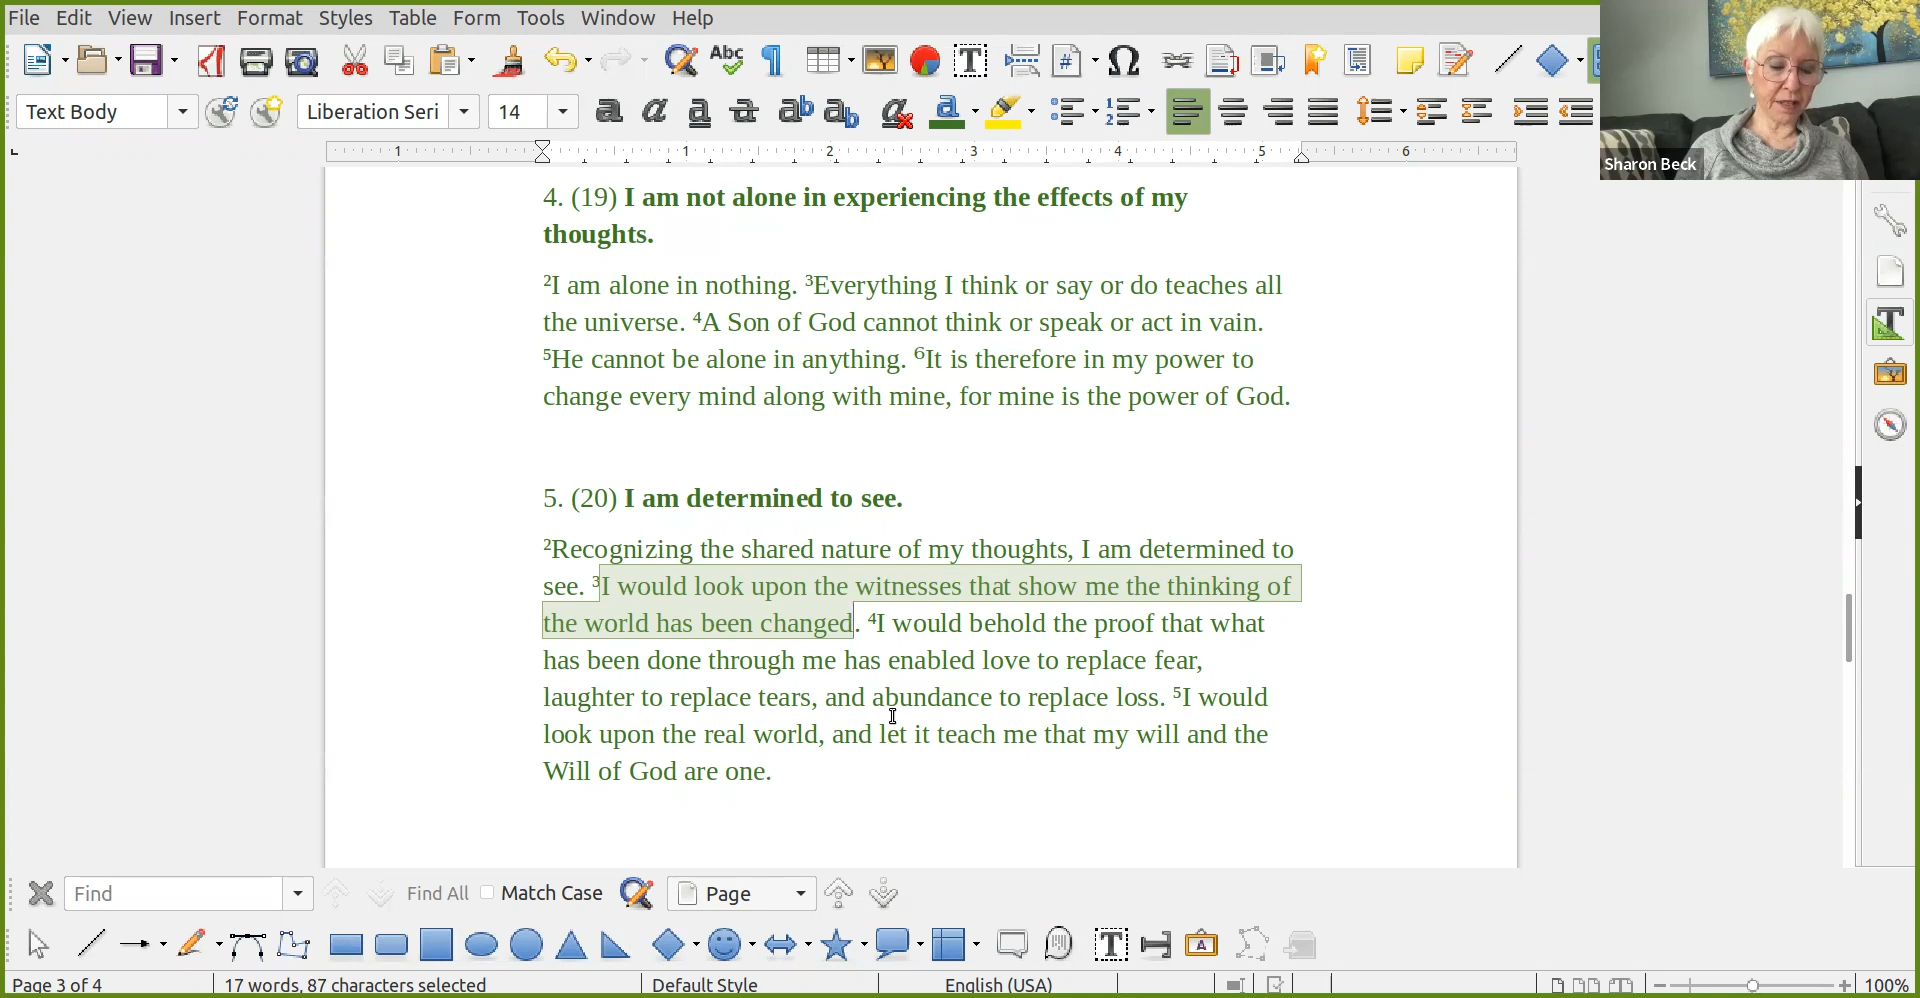 File Edit View Insert Format Styles Table Form Tools Window Help
Abc
T
#
Ω
Text Body
Liberation Seri
14
1 1 2 3 4 5 6
Sharon Beck
4. (19) I am not alone in experiencing the effects of my
thoughts.
²I am alone in nothing. ³Everything I think or say or do teaches all
the universe. ⁴A Son of God cannot think or speak or act in vain.
⁵He cannot be alone in anything. ⁶It is therefore in my power to
change every mind along with mine, for mine is the power of God.
5. (20) I am determined to see.
²Recognizing the shared nature of my thoughts, I am determined to
see. ³I would look upon the witnesses that show me the thinking of
the world has been changed. ⁴I would behold the proof that what
has been done through me has enabled love to replace fear,
laughter to replace tears, and abundance to replace loss. ⁵I would
look upon the real world, and let it teach me that my will and the
Will of God are one.
Find Find All Match Case Page
Page 3 of 4 17 words, 87 characters selected Default Style English (USA) 100%